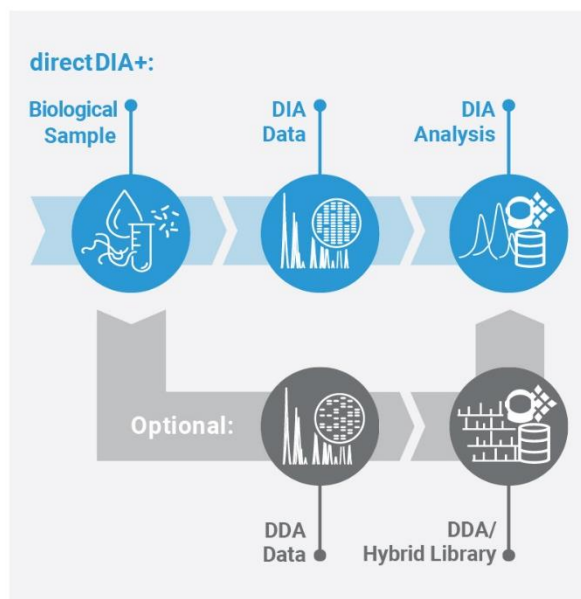 directDIA+:
Biological
Sample
DIA
Data
DIA
Analysis
Optional:
DDA
Data
DDA/
Hybrid Library